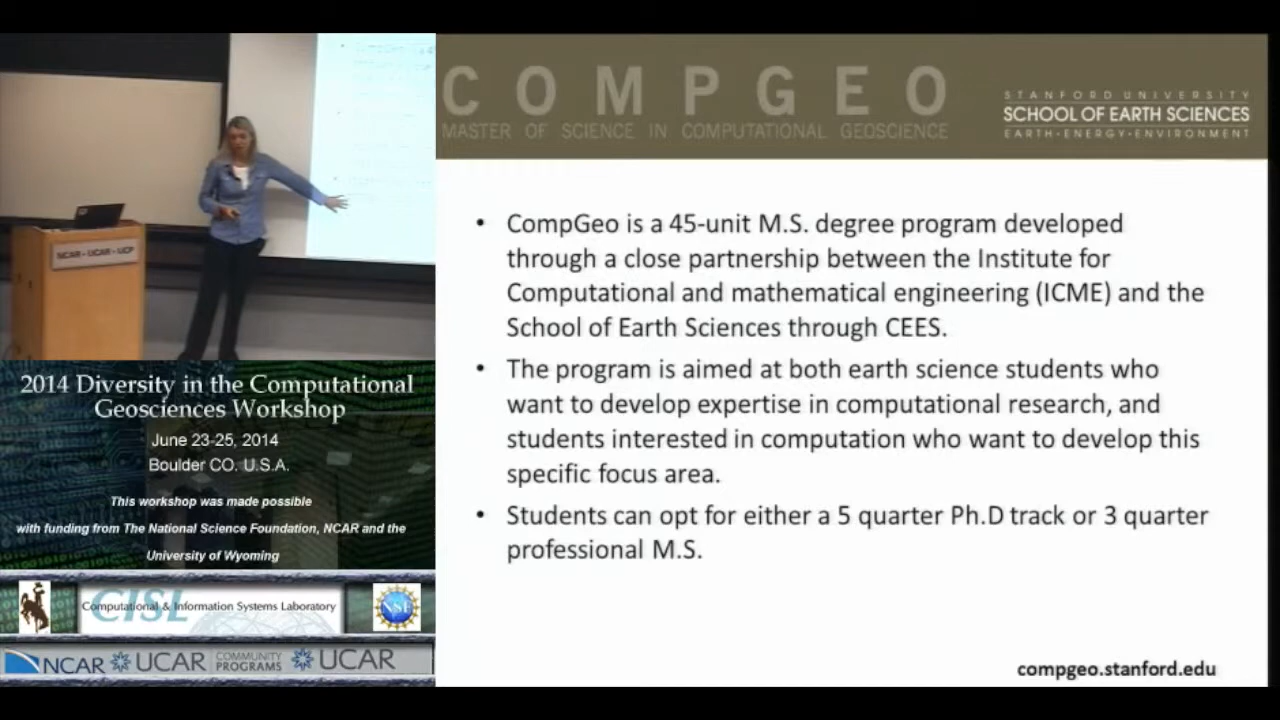 COMPGEO
MASTER OF SCIENCE IN COMPUTATIONAL GEOSCIENCE
STANFORD UNIVERSITY
SCHOOL OF EARTH SCIENCES
EARTH·ENERGY·ENVIRONMENT
• CompGeo is a 45-unit M.S. degree program developed
through a close partnership between the Institute for
Computational and mathematical engineering (ICME) and the
School of Earth Sciences through CEES.
• The program is aimed at both earth science students who
want to develop expertise in computational research, and
students interested in computation who want to develop this
specific focus area.
• Students can opt for either a 5 quarter Ph.D track or 3 quarter
professional M.S.
compgeo.stanford.edu
NCAR • UCAR • UCP
2014 Diversity in the Computational
Geosciences Workshop
June 23-25, 2014
Boulder CO. U.S.A.
This workshop was made possible
with funding from The National Science Foundation, NCAR and the
University of Wyoming
CISL
Computational & Information Systems Laboratory
NSF
NCAR
UCAR
COMMUNITY
PROGRAMS
UCAR